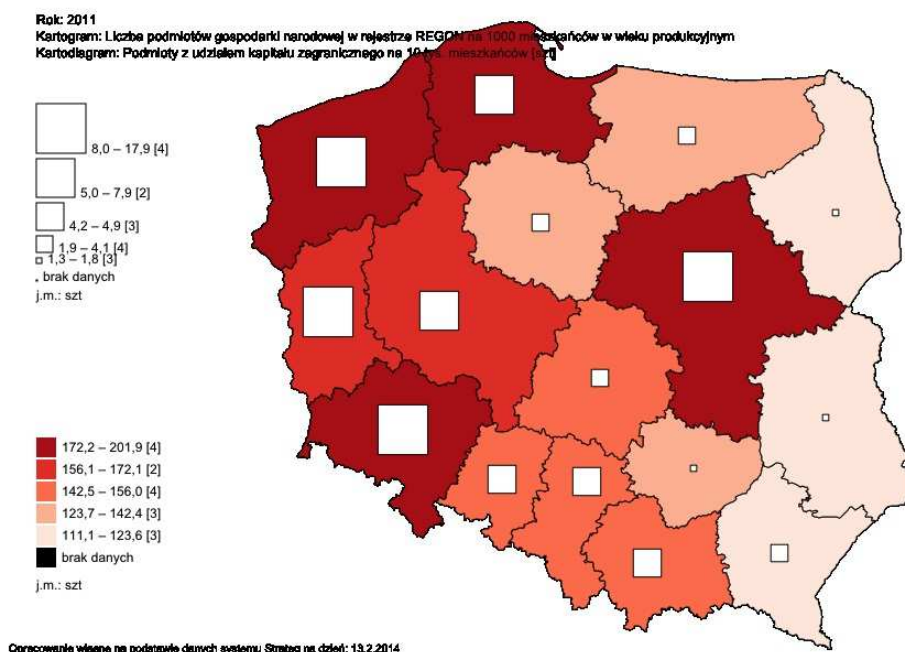 Rok: 2011
Kartogram: Liczba podmiotów gospodarki narodowej w rejestrze REGON na 1000 mieszkańców w wieku produkcyjnym
Kartodiagram: Podmioty z udziałem kapitału zagranicznego na 10 tys. mieszkańców [szt]
8,0 – 17,9 [4]
5,0 – 7,9 [2]
4,2 – 4,9 [3]
1,9 – 4,1 [4]
1,3 – 1,8 [3]
brak danych
j.m.: szt
172,2 – 201,9 [4]
156,1 – 172,1 [2]
142,5 – 156,0 [4]
123,7 – 142,4 [3]
111,1 – 123,6 [3]
brak danych
j.m.: szt
Opracowanie własne na podstawie danych systemu Strateg na dzień: 13.2.2014